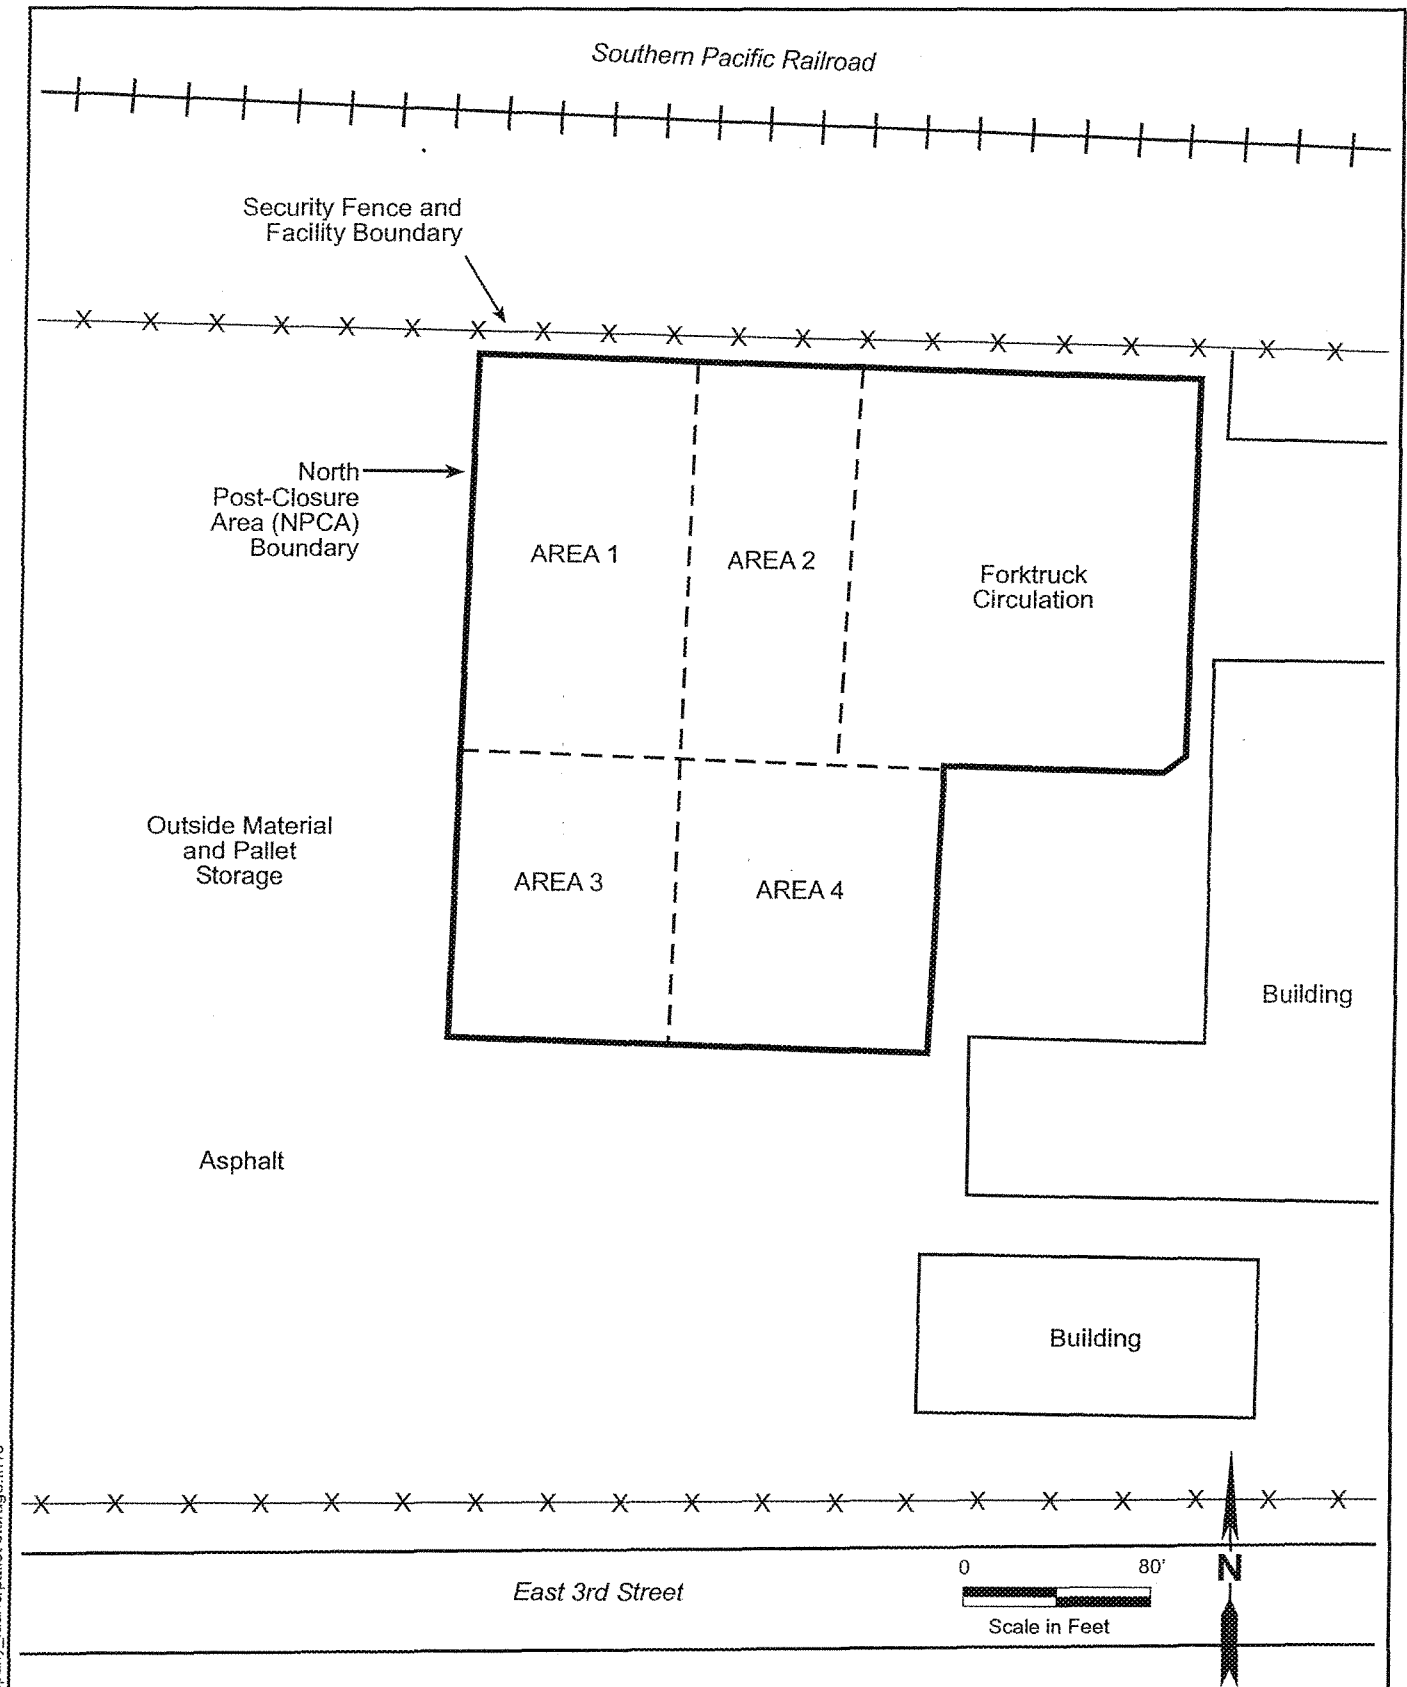 Southern Pacific Railroad
Security Fence and
Facility Boundary
North
Post-Closure
Area (NPCA)
Boundary
AREA 1
AREA 2
Forktruck
Circulation
Outside Material
and Pallet
Storage
AREA 3
AREA 4
Building
Asphalt
Building
East 3rd Street
0 80'
Scale in Feet
N